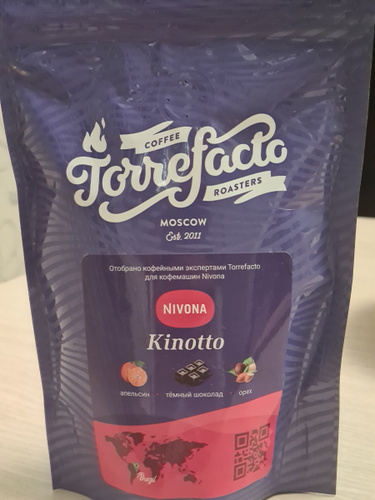 COFFEE
Torrefacto
ROASTERS
MOSCOW
Est. 2011
Отобрано кофейными экспертами Torrefacto
для кофемашин Nivona
NIVONA
Kinotto
апельсин · тёмный шоколад · орех
Brazil